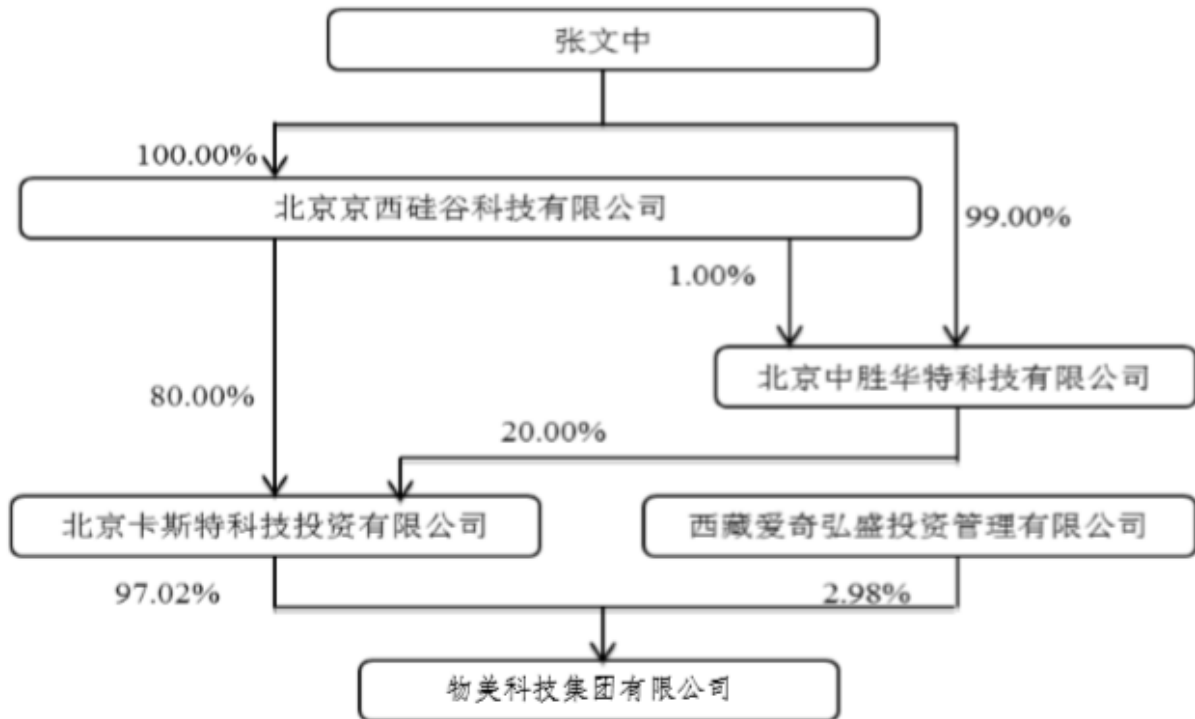 张文中
100.00%
北京京西硅谷科技有限公司
99.00%
1.00%
北京中胜华特科技有限公司
80.00%
20.00%
北京卡斯特科技投资有限公司
西藏爱奇弘盛投资管理有限公司
97.02%
2.98%
物美科技集团有限公司